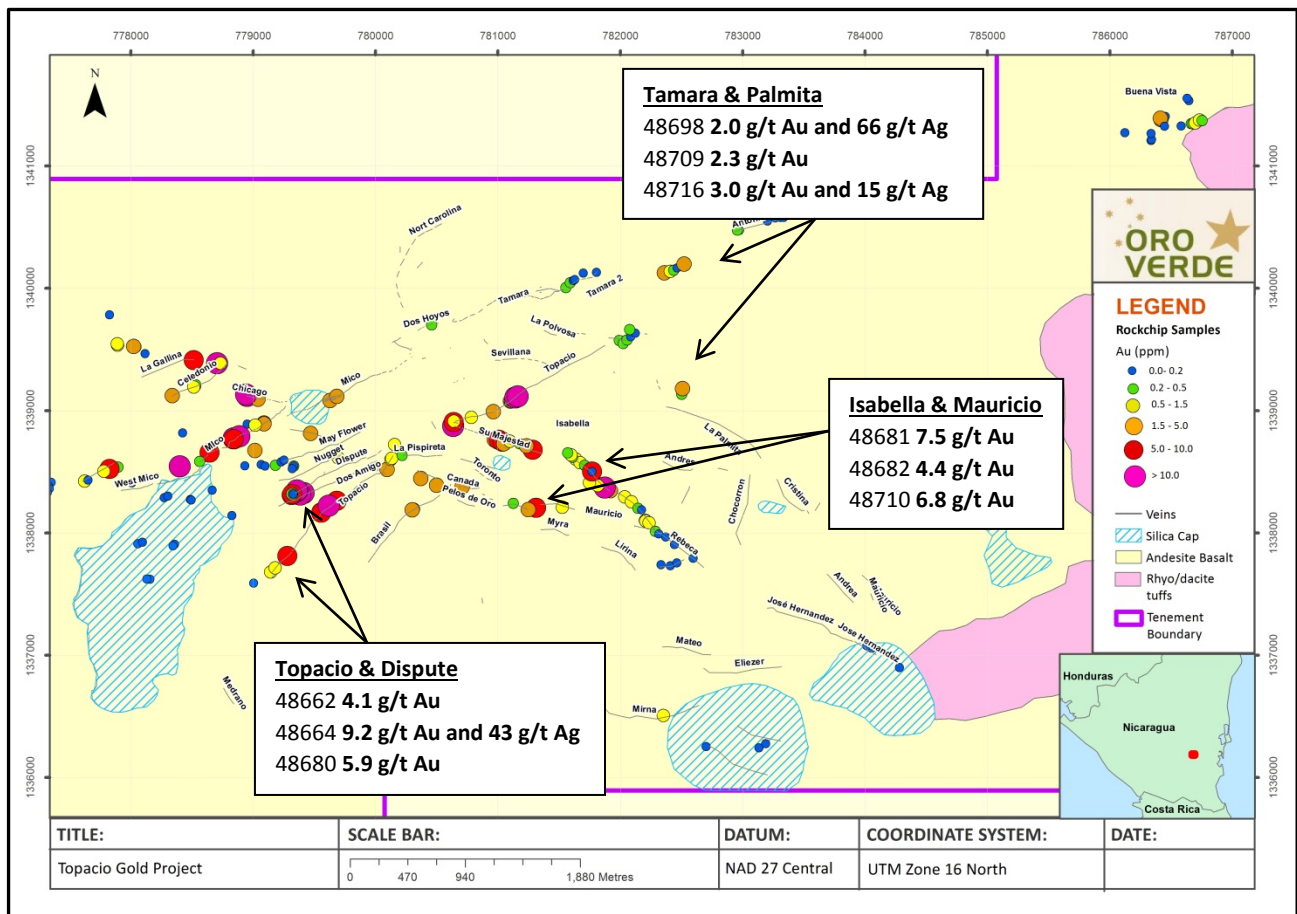 778000
779000
780000
781000
782000
783000
784000
785000
786000
787000
N
Buena Vista
Tamara & Palmita
48698 2.0 g/t Au and 66 g/t Ag
48709 2.3 g/t Au
48716 3.0 g/t Au and 15 g/t Ag
1341000
1341000
1340000
1340000
1339000
1339000
1338000
1338000
1337000
1337000
1336000
1336000
Nort Carolina
Tamara
Tamara 2
Dos Hoyos
La Polvosa
Sevillana
Topacio
La Gallina
Celedonio
Chicago
Mico
Mico
West Mico
May Flower
Nugget
Dispute
Dos Amigo
Topacio
La Pispireta
Su Majestad
Isabella
Toronto
Canada
Pelos de Oro
Brasil
Myra
Mauricio
Lirina
Rebeca
Andres
La Palmita
Chocorron
Cristina
Andrea
Mauricio
José Hernandez
Jose Hernandez
Mateo
Eliezer
Mirna
Medrano
Isabella & Mauricio
48681 7.5 g/t Au
48682 4.4 g/t Au
48710 6.8 g/t Au
Topacio & Dispute
48662 4.1 g/t Au
48664 9.2 g/t Au and 43 g/t Ag
48680 5.9 g/t Au
ORO
VERDE
LEGEND
Rockchip Samples
Au (ppm)
0.0- 0.2
0.2 - 0.5
0.5 - 1.5
1.5 - 5.0
5.0 - 10.0
> 10.0
Veins
Silica Cap
Andesite Basalt
Rhyo/dacite
tuffs
Tenement
Boundary
Honduras
Nicaragua
Costa Rica
TITLE:
Topacio Gold Project
SCALE BAR:
0 470 940 1,880 Metres
DATUM:
NAD 27 Central
COORDINATE SYSTEM:
UTM Zone 16 North
DATE: